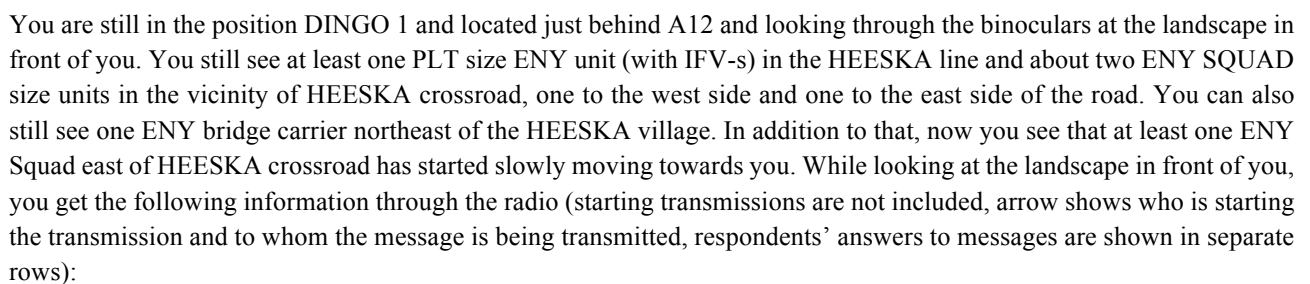 You are still in the position DINGO 1 and located just behind A12 and looking through the binoculars at the landscape in
front of you. You still see at least one PLT size ENY unit (with IFV-s) in the HEESKA line and about two ENY SQUAD
size units in the vicinity of HEESKA crossroad, one to the west side and one to the east side of the road. You can also
still see one ENY bridge carrier northeast of the HEESKA village. In addition to that, now you see that at least one ENY
Squad east of HEESKA crossroad has started slowly moving towards you. While looking at the landscape in front of you,
you get the following information through the radio (starting transmissions are not included, arrow shows who is starting
the transmission and to whom the message is being transmitted, respondents’ answers to messages are shown in separate
rows):